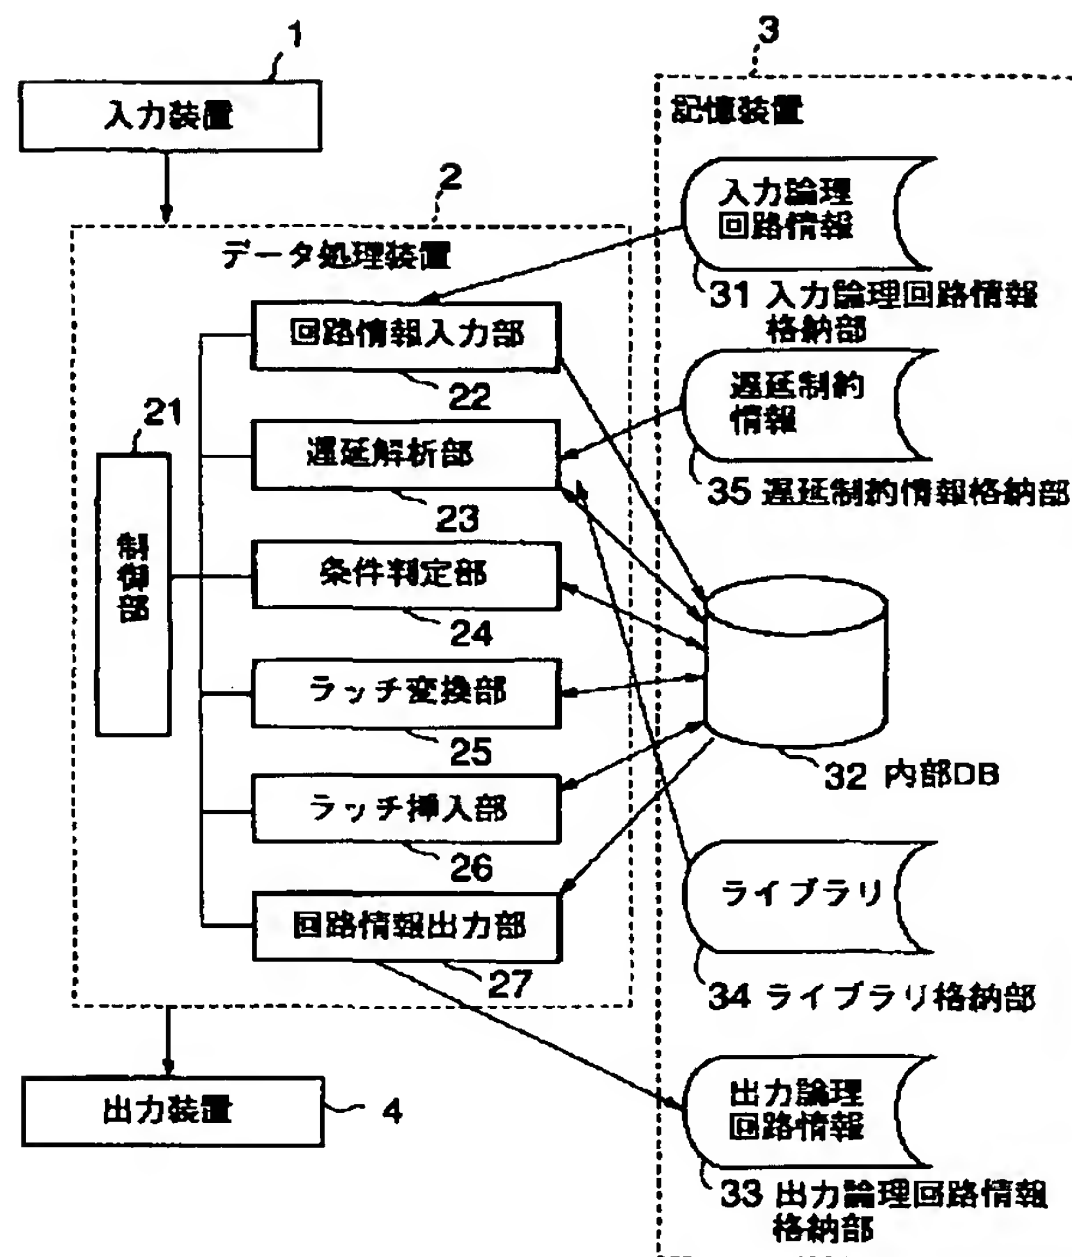 1
入力装置
2
データ処理装置
回路情報入力部
22
21
制御部
遅延解析部
23
条件判定部
24
ラッチ変換部
25
ラッチ挿入部
26
回路情報出力部
27
出力装置
4
3
記憶装置
入力論理
回路情報
31 入力論理回路情報
格納部
遅延制約
情報
35 遅延制約情報格納部
32 内部DB
ライブラリ
34 ライブラリ格納部
出力論理
回路情報
33 出力論理回路情報
格納部